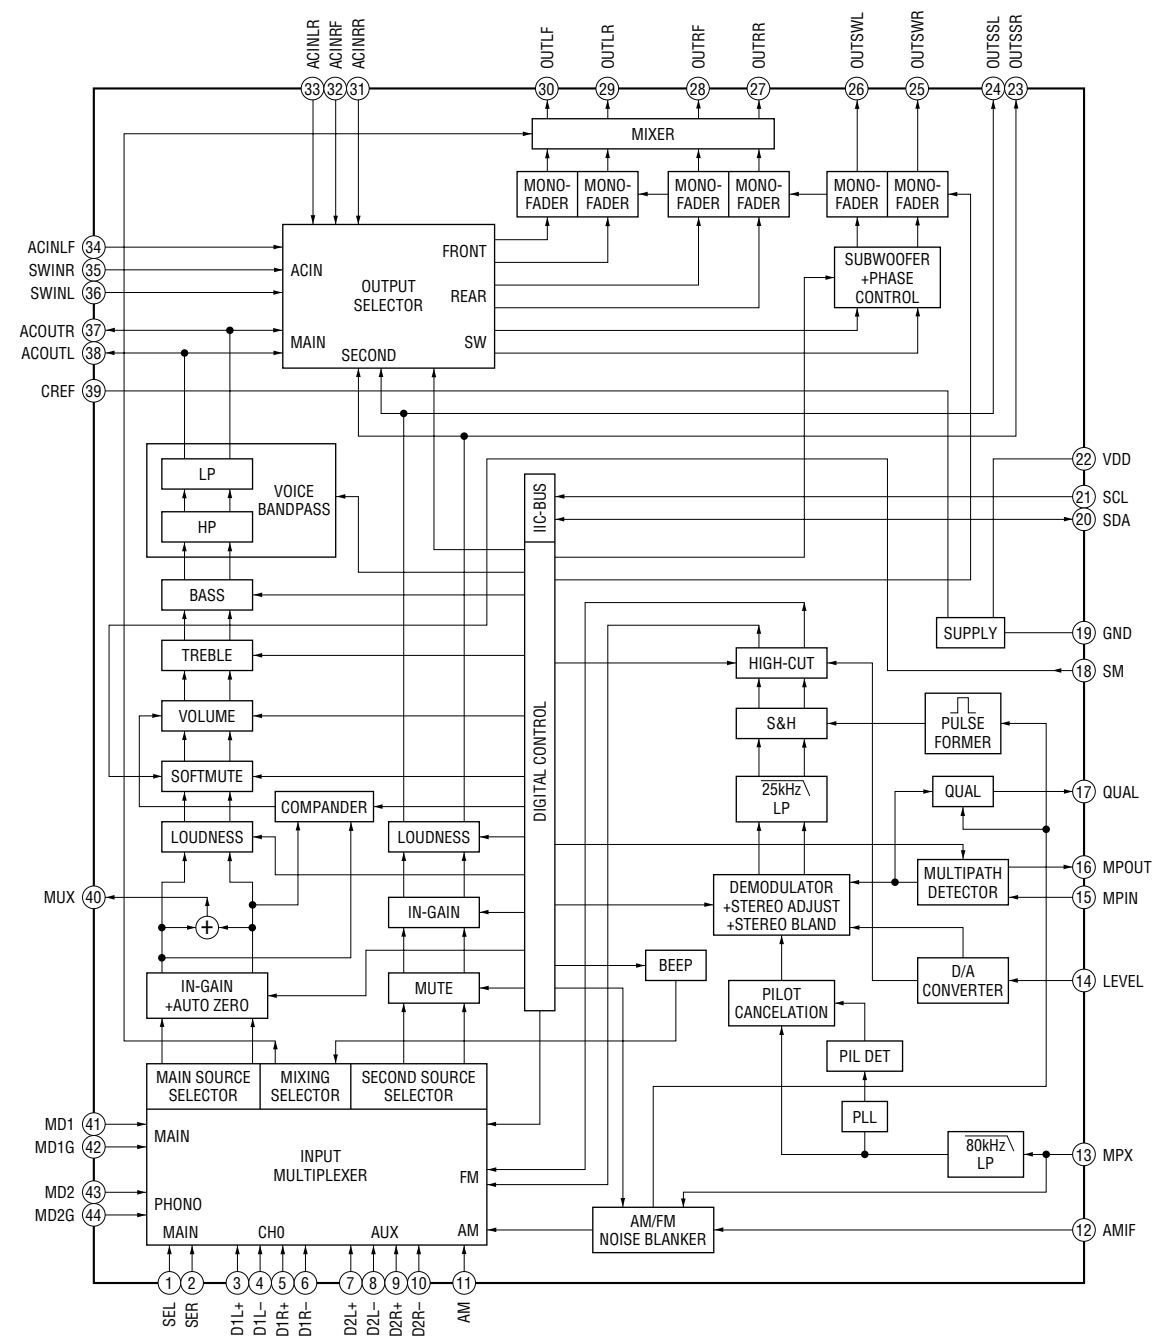 ACINLR
ACINRF
ACINRR
OUTLF
OUTLR
OUTRF
OUTRR
OUTSWL
OUTSWR
OUTSSL
OUTSSR
33
32
31
30
29
28
27
26
25
24
23
MIXER
MONO-
FADER
MONO-
FADER
MONO-
FADER
MONO-
FADER
MONO-
FADER
MONO-
FADER
ACINLF 34
SWINR 35
SWINL 36
ACOUTR 37
ACOUTL 38
CREF 39
ACIN
MAIN
OUTPUT
SELECTOR
SECOND
FRONT
REAR
SW
SUBWOOFER
+PHASE
CONTROL
LP
HP
VOICE
BANDPASS
IIC-BUS
DIGITAL CONTROL
22 VDD
21 SCL
20 SDA
BASS
TREBLE
VOLUME
SOFTMUTE
COMPANDER
LOUDNESS
LOUDNESS
SUPPLY
19 GND
18 SM
HIGH-CUT
S&H
PULSE
FORMER
25kHz
LP
QUAL
17 QUAL
MULTIPATH
DETECTOR
16 MPOUT
15 MPIN
DEMODULATOR
+STEREO ADJUST
+STEREO BLAND
MUX 40
+
IN-GAIN
IN-GAIN
+AUTO ZERO
MUTE
BEEP
D/A
CONVERTER
14 LEVEL
PILOT
CANCELATION
PIL DET
PLL
80kHz
LP
13 MPX
MAIN SOURCE
SELECTOR
MIXING
SELECTOR
SECOND SOURCE
SELECTOR
MD1 41
MD1G 42
MD2 43
MD2G 44
MAIN
PHONO
INPUT
MULTIPLEXER
FM
AM
MAIN
CH0
AUX
AM/FM
NOISE BLANKER
12 AMIF
1
2
3
4
5
6
7
8
9
10
11
SEL
SER
D1L+
D1L−
D1R+
D1R−
D2L+
D2L−
D2R+
D2R−
AM